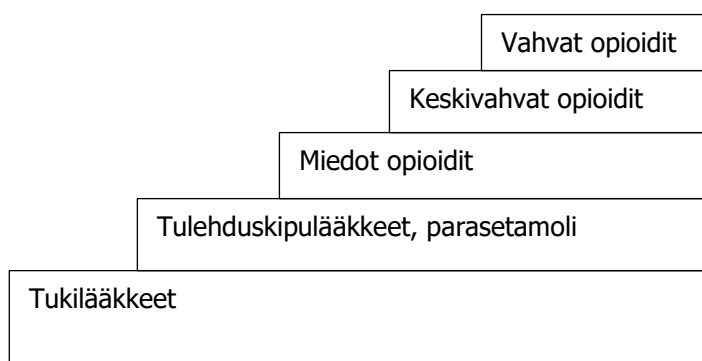 Vahvat opioidit
Keskivahvat opioidit
Miedot opioidit
Tulehduskipulääkkeet, parasetamoli
Tukilääkkeet